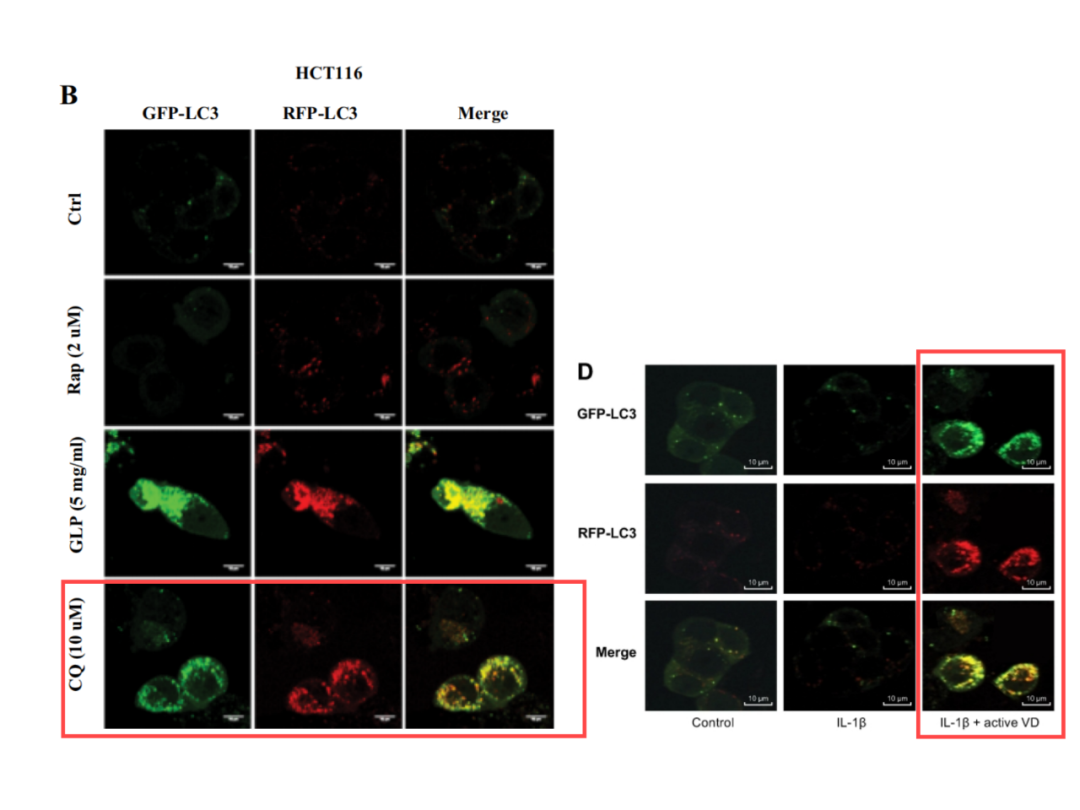 HCT116
B
GFP-LC3 RFP-LC3 Merge
Ctrl
Rap (2 uM)
GLP (5 mg/ml)
CQ (10 uM)
D
GFP-LC3
10 µm 10 µm 10 µm
RFP-LC3
10 µm 10 µm 10 µm
Merge
10 µm 10 µm 10 µm
Control IL-1β IL-1β + active VD